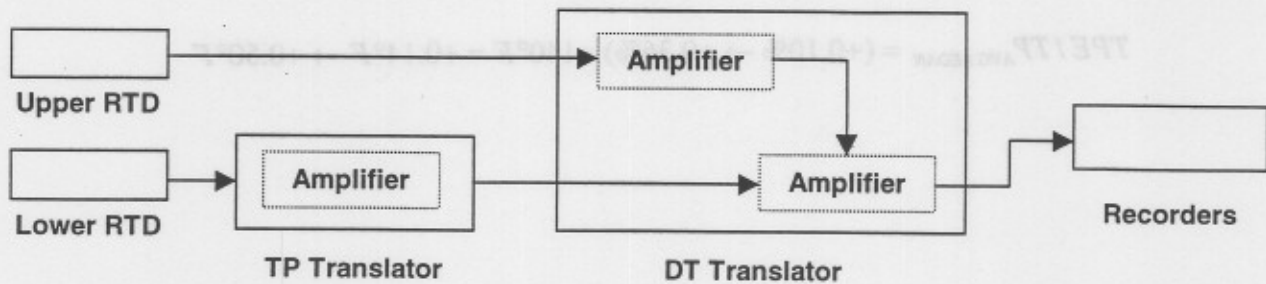 Amplifier
Upper RTD
Amplifier
Amplifier
Lower RTD
Recorders
TP Translator
DT Translator